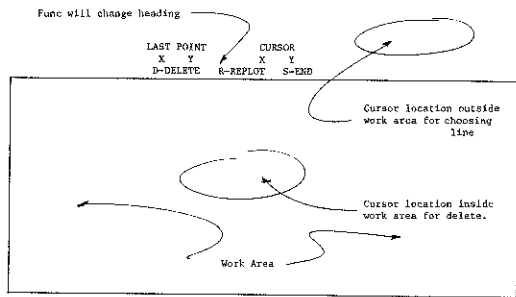 Func will change heading
LAST POINT CURSOR
X Y X Y
D-DELETE R-REPLOT S-END
Cursor location outside
work area for choosing
line
Cursor location inside
work area for delete.
Work Area